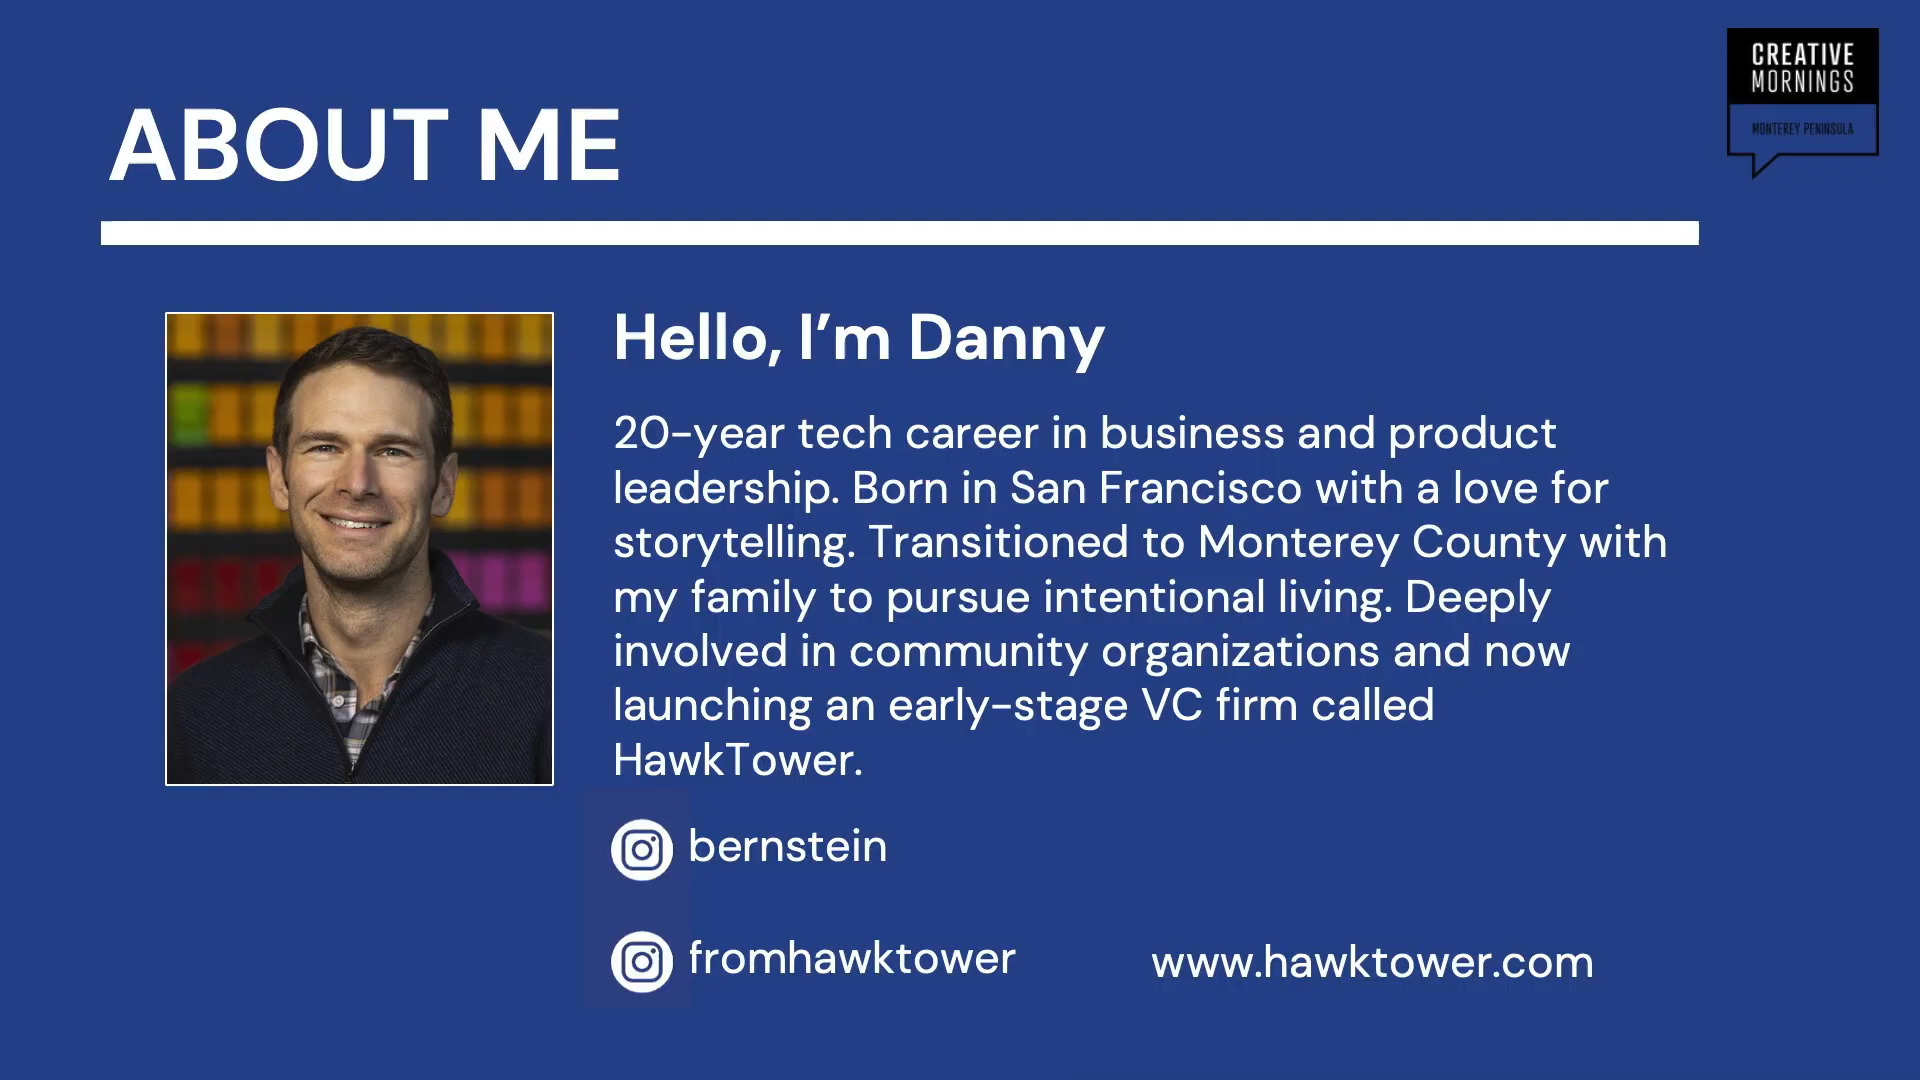 CREATIVE
MORNINGS
MONTEREY PENINSULA
ABOUT ME
Hello, I’m Danny
20-year tech career in business and product
leadership. Born in San Francisco with a love for
storytelling. Transitioned to Monterey County with
my family to pursue intentional living. Deeply
involved in community organizations and now
launching an early-stage VC firm called
HawkTower.
bernstein
fromhawktower
www.hawktower.com